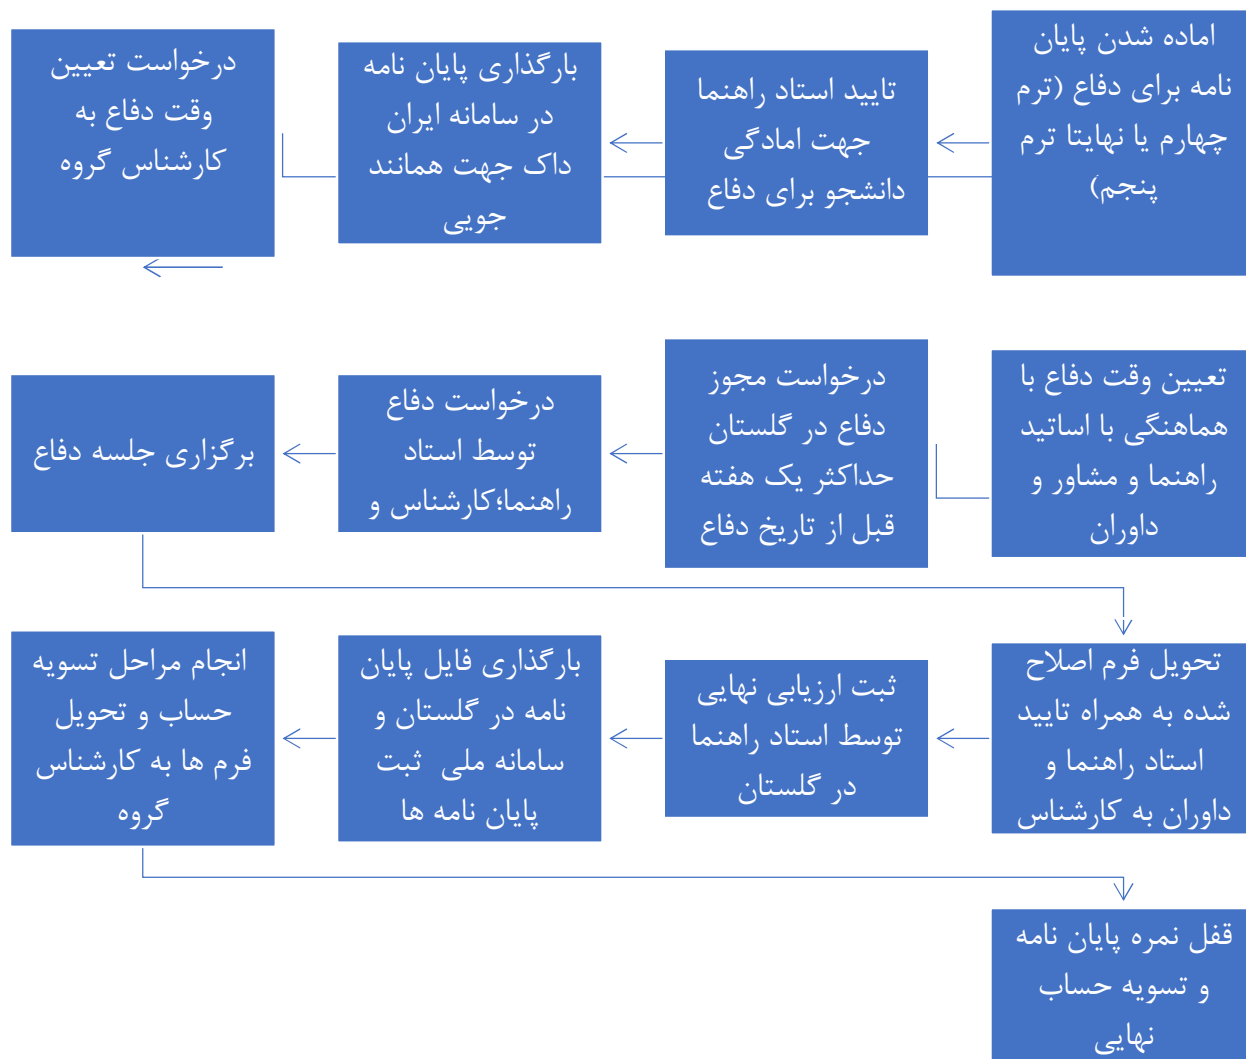 اماده شدن پایان
نامه برای دفاع (ترم
چهارم یا نهایتا ترم
پنجم)
تایید استاد راهنما
جهت امادگی
دانشجو برای دفاع
بارگذاری پایان نامه
در سامانه ایران
داک جهت همانند
جویی
درخواست تعیین
وقت دفاع به
کارشناس گروه
تعیین وقت دفاع با
هماهنگی با اساتید
راهنما و مشاور و
داوران
درخواست مجوز
دفاع در گلستان
حداکثر یک هفته
قبل از تاریخ دفاع
درخواست دفاع
توسط استاد
راهنما؛کارشناس و
برگزاری جلسه دفاع
تحویل فرم اصلاح
شده به همراه تایید
استاد راهنما و
داوران به کارشناس
ثبت ارزیابی نهایی
توسط استاد راهنما
در گلستان
بارگذاری فایل پایان
نامه در گلستان و
سامانه ملی ثبت
پایان نامه ها
انجام مراحل تسویه
حساب و تحویل
فرم ها به کارشناس
گروه
قفل نمره پایان نامه
و تسویه حساب
نهایی